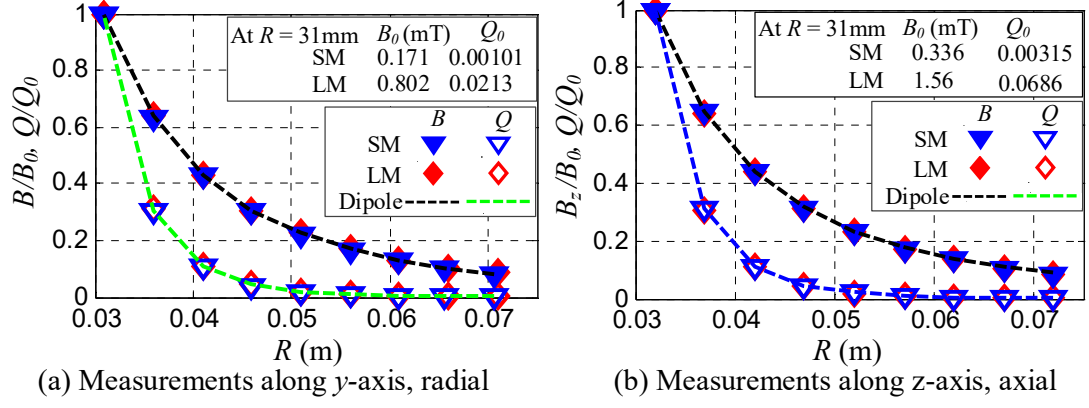 1
0.8
0.6
0.4
0.2
0
B/B₀, Q/Q₀
At R = 31mm B₀ (mT) Q₀
SM 0.171 0.00101
LM 0.802 0.0213
B Q
SM
LM
Dipole
0.03 0.04 0.05 0.06 0.07
R (m)
(a) Measurements along y-axis, radial
1
0.8
0.6
0.4
0.2
0
B_z/B₀, Q/Q₀
At R = 31mm B₀ (mT) Q₀
SM 0.336 0.00315
LM 1.56 0.0686
B Q
SM
LM
Dipole
0.03 0.04 0.05 0.06 0.07
R (m)
(b) Measurements along z-axis, axial